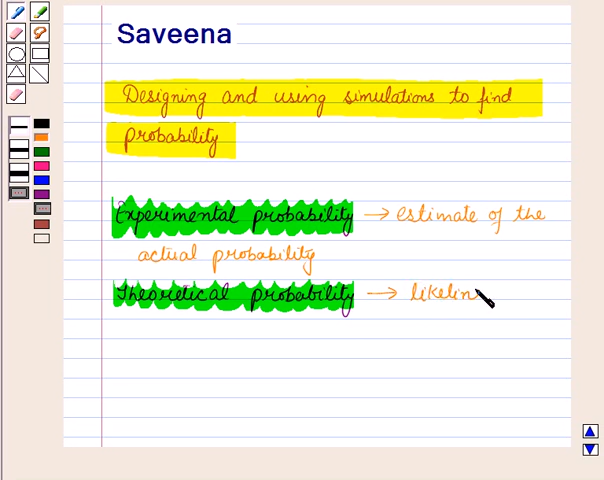 Saveena
Designing and using simulations to find
probability
Experimental probability → estimate of the
actual probability
Theoretical probability → likelin